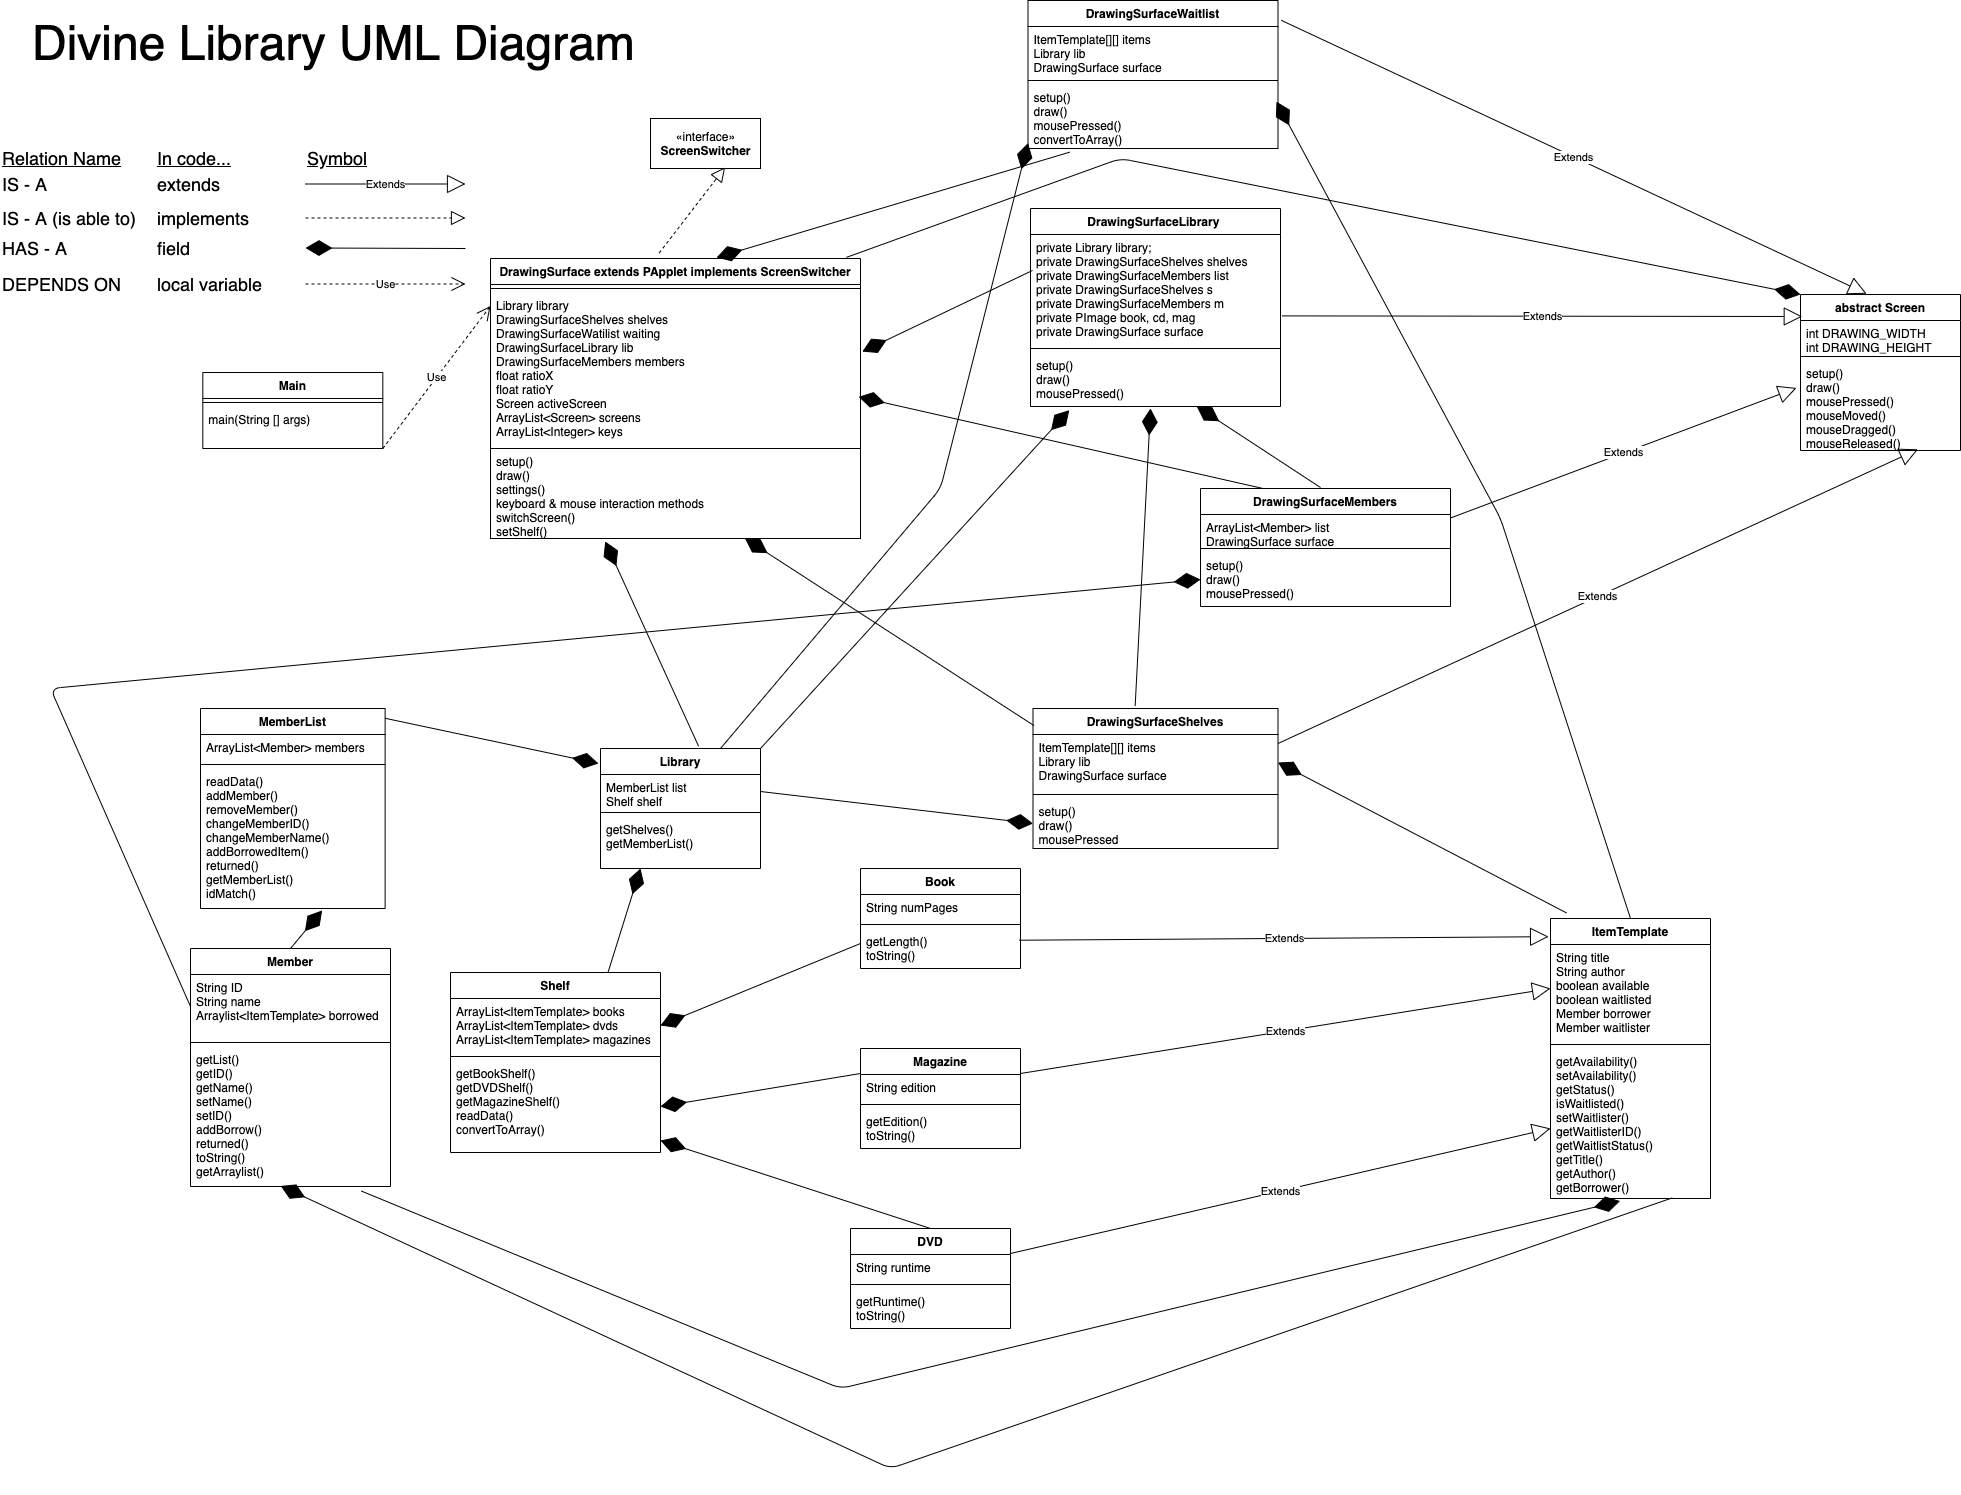 Divine Library UML Diagram
Relation Name In code... Symbol
IS - A extends Extends
IS - A (is able to) implements
HAS - A field
DEPENDS ON local variable Use
«interface»
ScreenSwitcher
DrawingSurfaceWaitlist
ItemTemplate[][] items
Library lib
DrawingSurface surface
setup()
draw()
mousePressed()
convertToArray()
Extends
DrawingSurface extends PApplet implements ScreenSwitcher
Library library
DrawingSurfaceShelves shelves
DrawingSurfaceWatilist waiting
DrawingSurfaceLibrary lib
DrawingSurfaceMembers members
float ratioX
float ratioY
Screen activeScreen
ArrayList<Screen> screens
ArrayList<Integer> keys
setup()
draw()
settings()
keyboard & mouse interaction methods
switchScreen()
setShelf()
DrawingSurfaceLibrary
private Library library;
private DrawingSurfaceShelves shelves
private DrawingSurfaceMembers list
private DrawingSurfaceShelves s
private DrawingSurfaceMembers m
private PImage book, cd, mag
private DrawingSurface surface
setup()
draw()
mousePressed()
Extends
abstract Screen
int DRAWING_WIDTH
int DRAWING_HEIGHT
setup()
draw()
mousePressed()
mouseMoved()
mouseDragged()
mouseReleased()
Main
main(String [] args)
Use
DrawingSurfaceMembers
ArrayList<Member> list
DrawingSurface surface
setup()
draw()
mousePressed()
Extends
Extends
MemberList
ArrayList<Member> members
readData()
addMember()
removeMember()
changeMemberID()
changeMemberName()
addBorrowedItem()
returned()
getMemberList()
idMatch()
Library
MemberList list
Shelf shelf
getShelves()
getMemberList()
DrawingSurfaceShelves
ItemTemplate[][] items
Library lib
DrawingSurface surface
setup()
draw()
mousePressed
Book
String numPages
getLength()
toString()
Extends
ItemTemplate
String title
String author
boolean available
boolean waitlisted
Member borrower
Member waitlister
getAvailability()
setAvailability()
getStatus()
isWaitlisted()
setWaitlister()
getWaitlisterID()
getWaitlistStatus()
getTitle()
getAuthor()
getBorrower()
Member
String ID
String name
Arraylist<ItemTemplate> borrowed
getList()
getID()
getName()
setName()
setID()
addBorrow()
returned()
toString()
getArraylist()
Shelf
ArrayList<ItemTemplate> books
ArrayList<ItemTemplate> dvds
ArrayList<ItemTemplate> magazines
getBookShelf()
getDVDShelf()
getMagazineShelf()
readData()
convertToArray()
Magazine
String edition
getEdition()
toString()
Extends
DVD
String runtime
getRuntime()
toString()
Extends